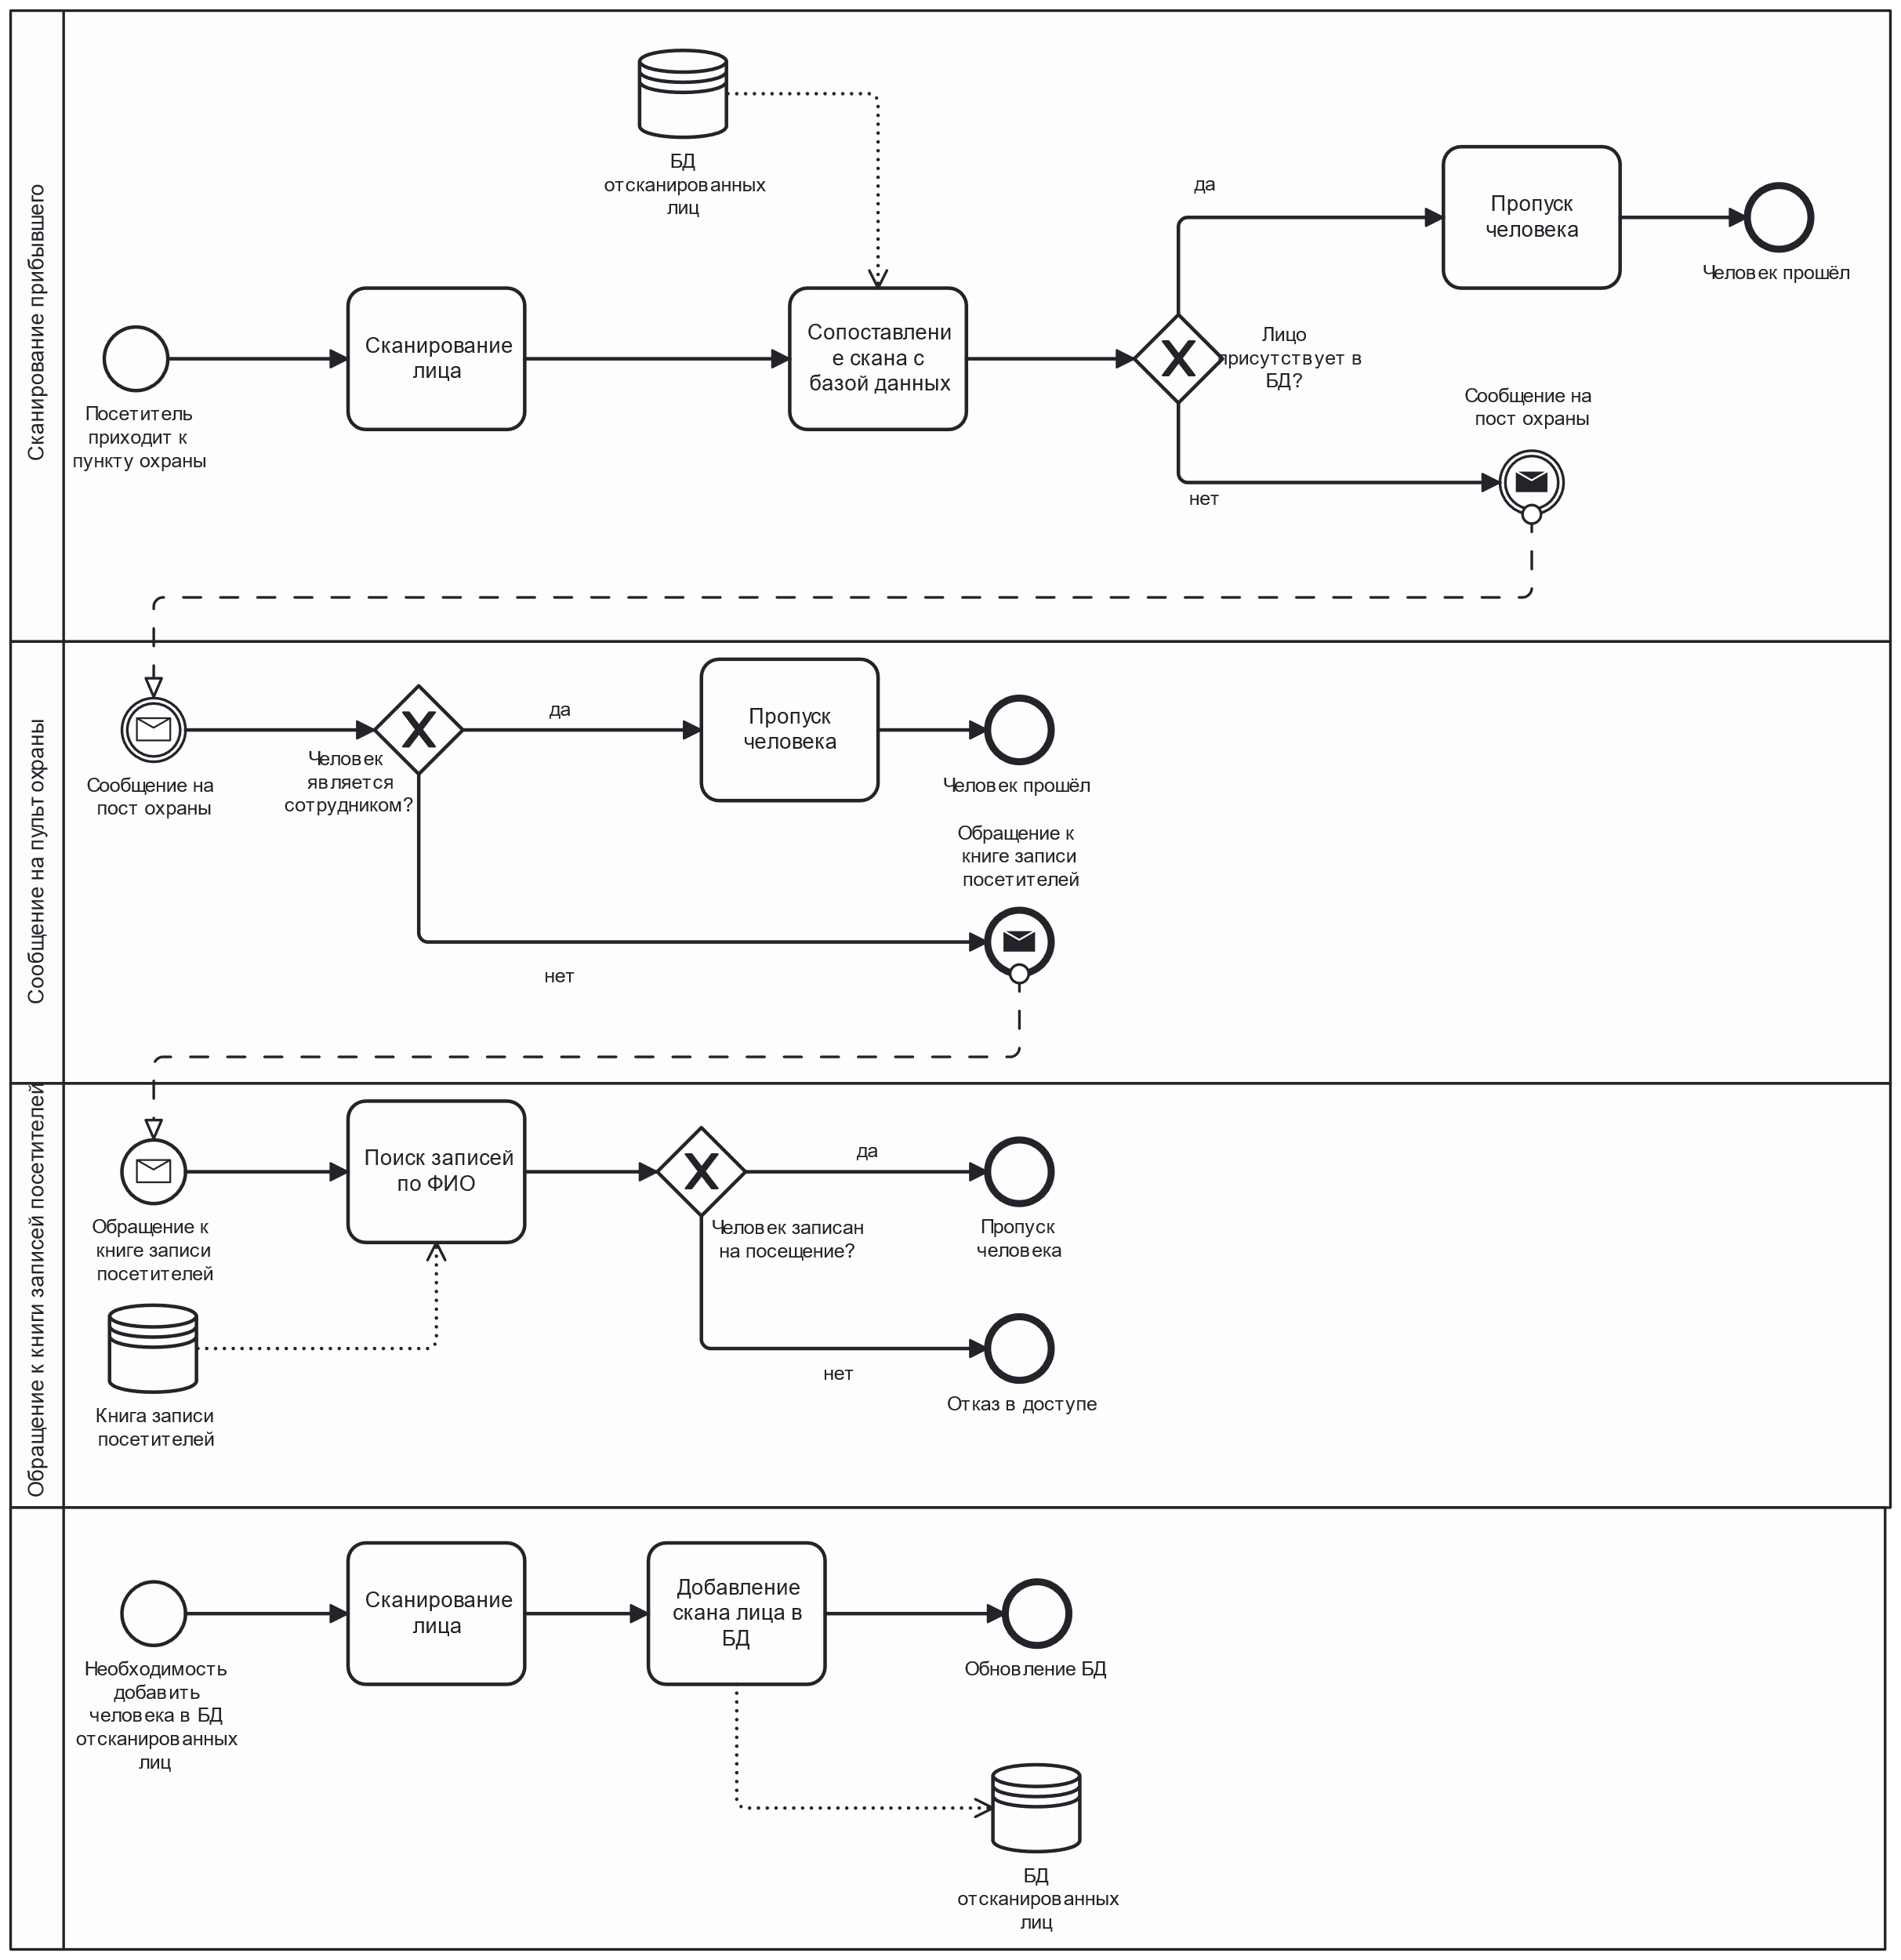 Сканирование прибывшего
БД
отсканированных
лиц
да
Пропуск
человека
Человек прошёл
Посетитель
приходит к
пункту охраны
Сканирование
лица
Сопоставлени
е скана с
базой данных
Лицо
присутствует в
БД?
Сообщение на
пост охраны
нет
Сообщение на пульт охраны
Сообщение на
пост охраны
Человек
является
сотрудником?
да
Пропуск
человека
Человек прошёл
Обращение к
книге записи
посетителей
нет
Обращение к книги записей посетителей
Обращение к
книге записи
посетителей
Поиск записей
по ФИО
Человек записан
на посещение?
да
Пропуск
человека
Книга записи
посетителей
нет
Отказ в доступе
Необходимость
добавить
человека в БД
отсканированных
лиц
Сканирование
лица
Добавление
скана лица в
БД
Обновление БД
БД
отсканированных
лиц